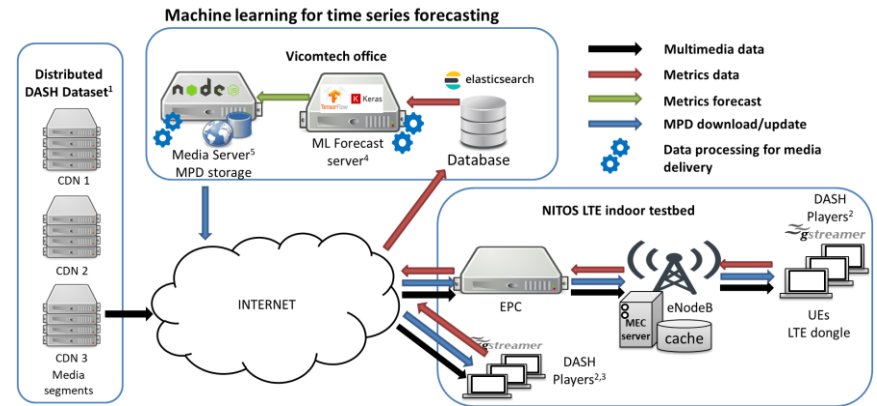 Machine learning for time series forecasting
Distributed
DASH Dataset1
CDN 1
CDN 2
CDN 3
Media
segments
Vicomtech office
node
Media Server5
MPD storage
TensorFlow
K Keras
ML Forecast
server4
elasticsearch
Database
Multimedia data
Metrics data
Metrics forecast
MPD download/update
Data processing for media
delivery
INTERNET
NITOS LTE indoor testbed
EPC
eNodeB
MEC
server
cache
DASH
Players2
gstreamer
UEs
LTE dongle
gstreamer
DASH
Players2,3